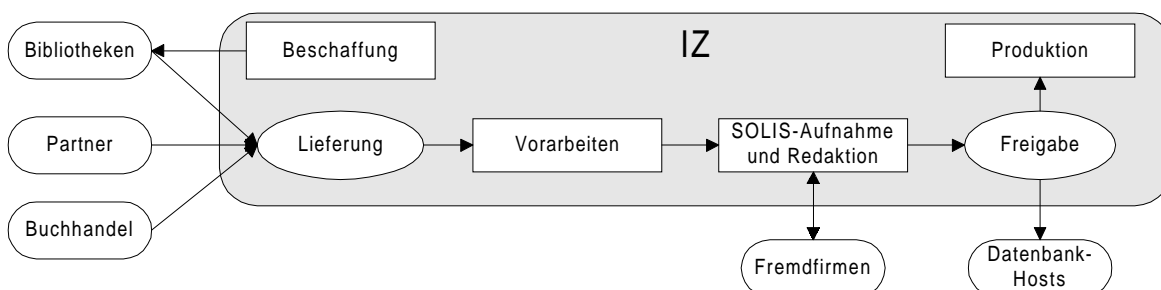 IZ
Bibliotheken
Beschaffung
Produktion
Partner
Lieferung
Vorarbeiten
SOLIS-Aufnahme
und Redaktion
Freigabe
Buchhandel
Fremdfirmen
Datenbank-
Hosts